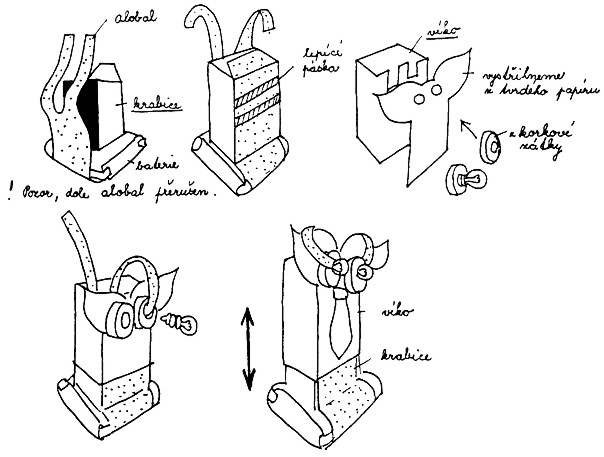 alobal
krabice
baterie
! Pozor, dole alobal přerušen.
lepící
páska
víko
vystřihneme
z tvrdého papíru
z korkové
zátky
víko
krabice